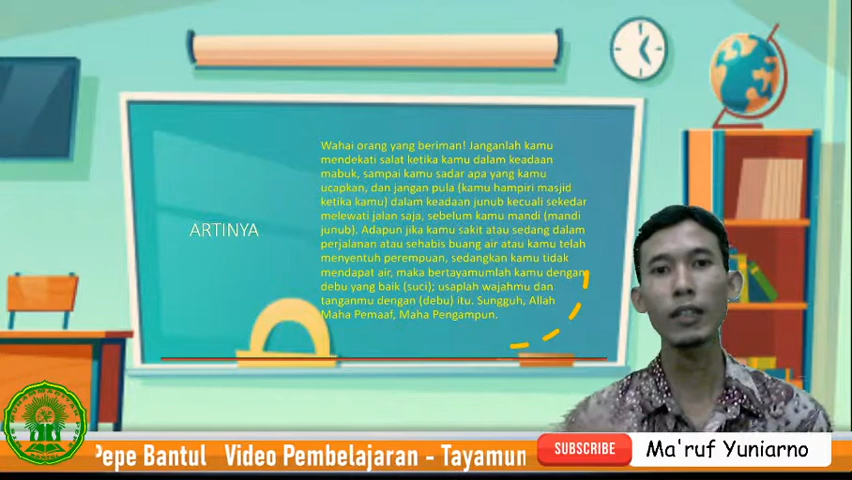 ARTINYA
Wahai orang yang beriman! Janganlah kamu
mendekati salat ketika kamu dalam keadaan
mabuk, sampai kamu sadar apa yang kamu
ucapkan, dan jangan pula (kamu hampiri masjid
ketika kamu) dalam keadaan junub kecuali sekedar
melewati jalan saja, sebelum kamu mandi (mandi
junub). Adapun jika kamu sakit atau sedang dalam
perjalanan atau sehabis buang air atau kamu telah
menyentuh perempuan, sedangkan kamu tidak
mendapat air, maka bertayamumlah kamu dengan
debu yang baik (suci); usaplah wajahmu dan
tanganmu dengan (debu) itu. Sungguh, Allah
Maha Pemaaf, Maha Pengampun.
Pepe Bantul Video Pembelajaran - Tayamun
SUBSCRIBE
Ma'ruf Yuniarno